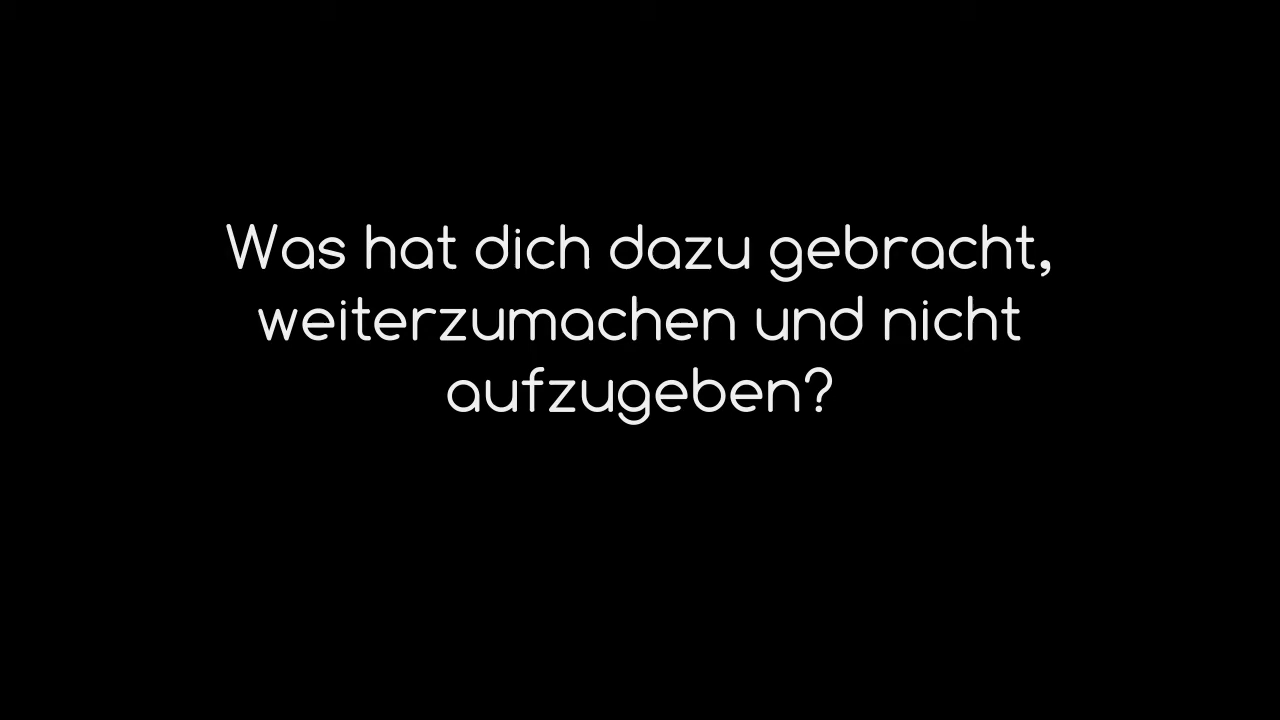 Was hat dich dazu gebracht,
weiterzumachen und nicht
aufzugeben?